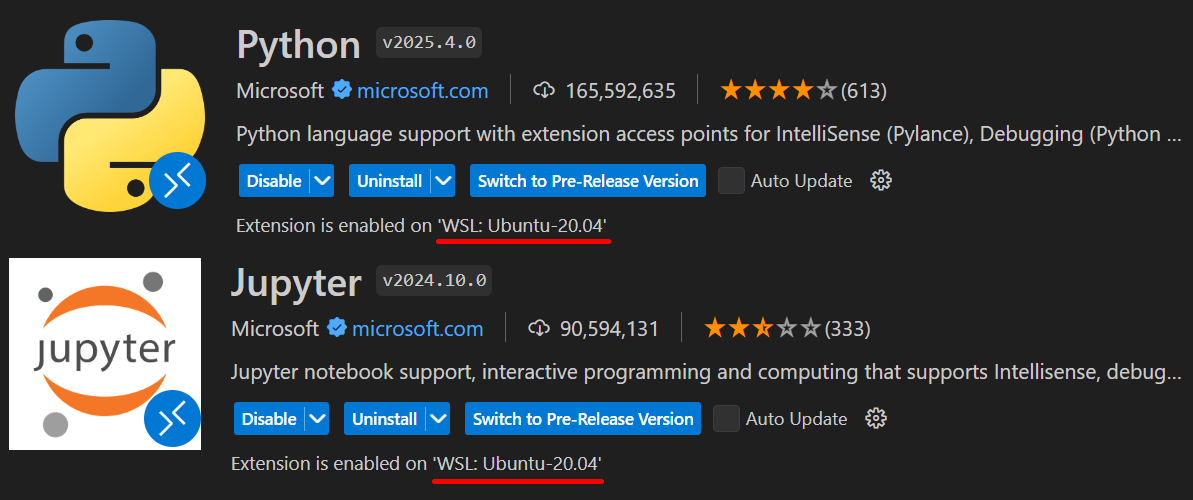 Python v2025.4.0
Microsoft microsoft.com 165,592,635 (613)
Python language support with extension access points for IntelliSense (Pylance), Debugging (Python ...
Disable Uninstall Switch to Pre-Release Version Auto Update
Extension is enabled on 'WSL: Ubuntu-20.04'
jupyter
Jupyter v2024.10.0
Microsoft microsoft.com 90,594,131 (333)
Jupyter notebook support, interactive programming and computing that supports Intellisense, debug...
Disable Uninstall Switch to Pre-Release Version Auto Update
Extension is enabled on 'WSL: Ubuntu-20.04'